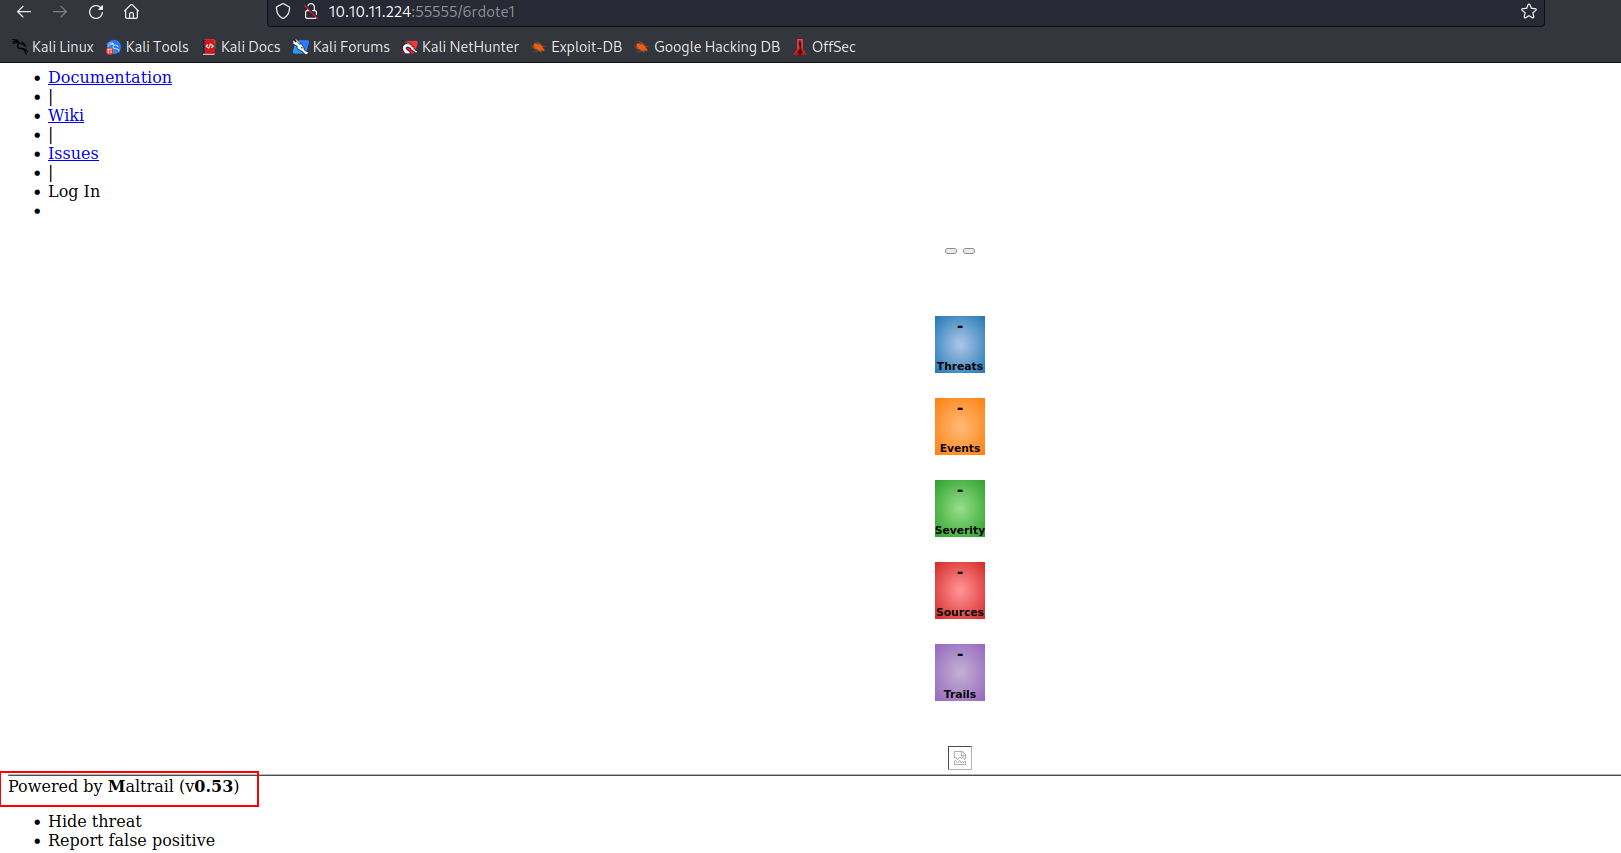 10.10.11.224:55555/6rdote1
Kali Linux Kali Tools Kali Docs Kali Forums Kali NetHunter Exploit-DB Google Hacking DB OffSec
Documentation
|
Wiki
|
Issues
|
Log In
-
Threats
-
Events
-
Severity
-
Sources
-
Trails
Powered by Maltrail (v0.53)
Hide threat
Report false positive